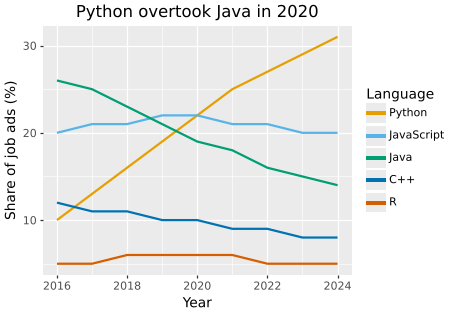 Python overtook Java in 2020
Share of job ads (%)
30
20
10
2016
2018
2020
2022
2024
Year
Language
Python
JavaScript
Java
C++
R